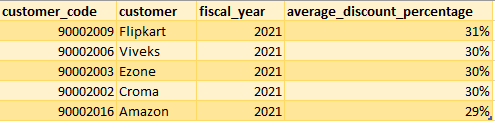 customer_code customer fiscal_year average_discount_percentage
90002009 Flipkart 2021 31%
90002006 Viveks 2021 30%
90002003 Ezone 2021 30%
90002002 Croma 2021 30%
90002016 Amazon 2021 29%